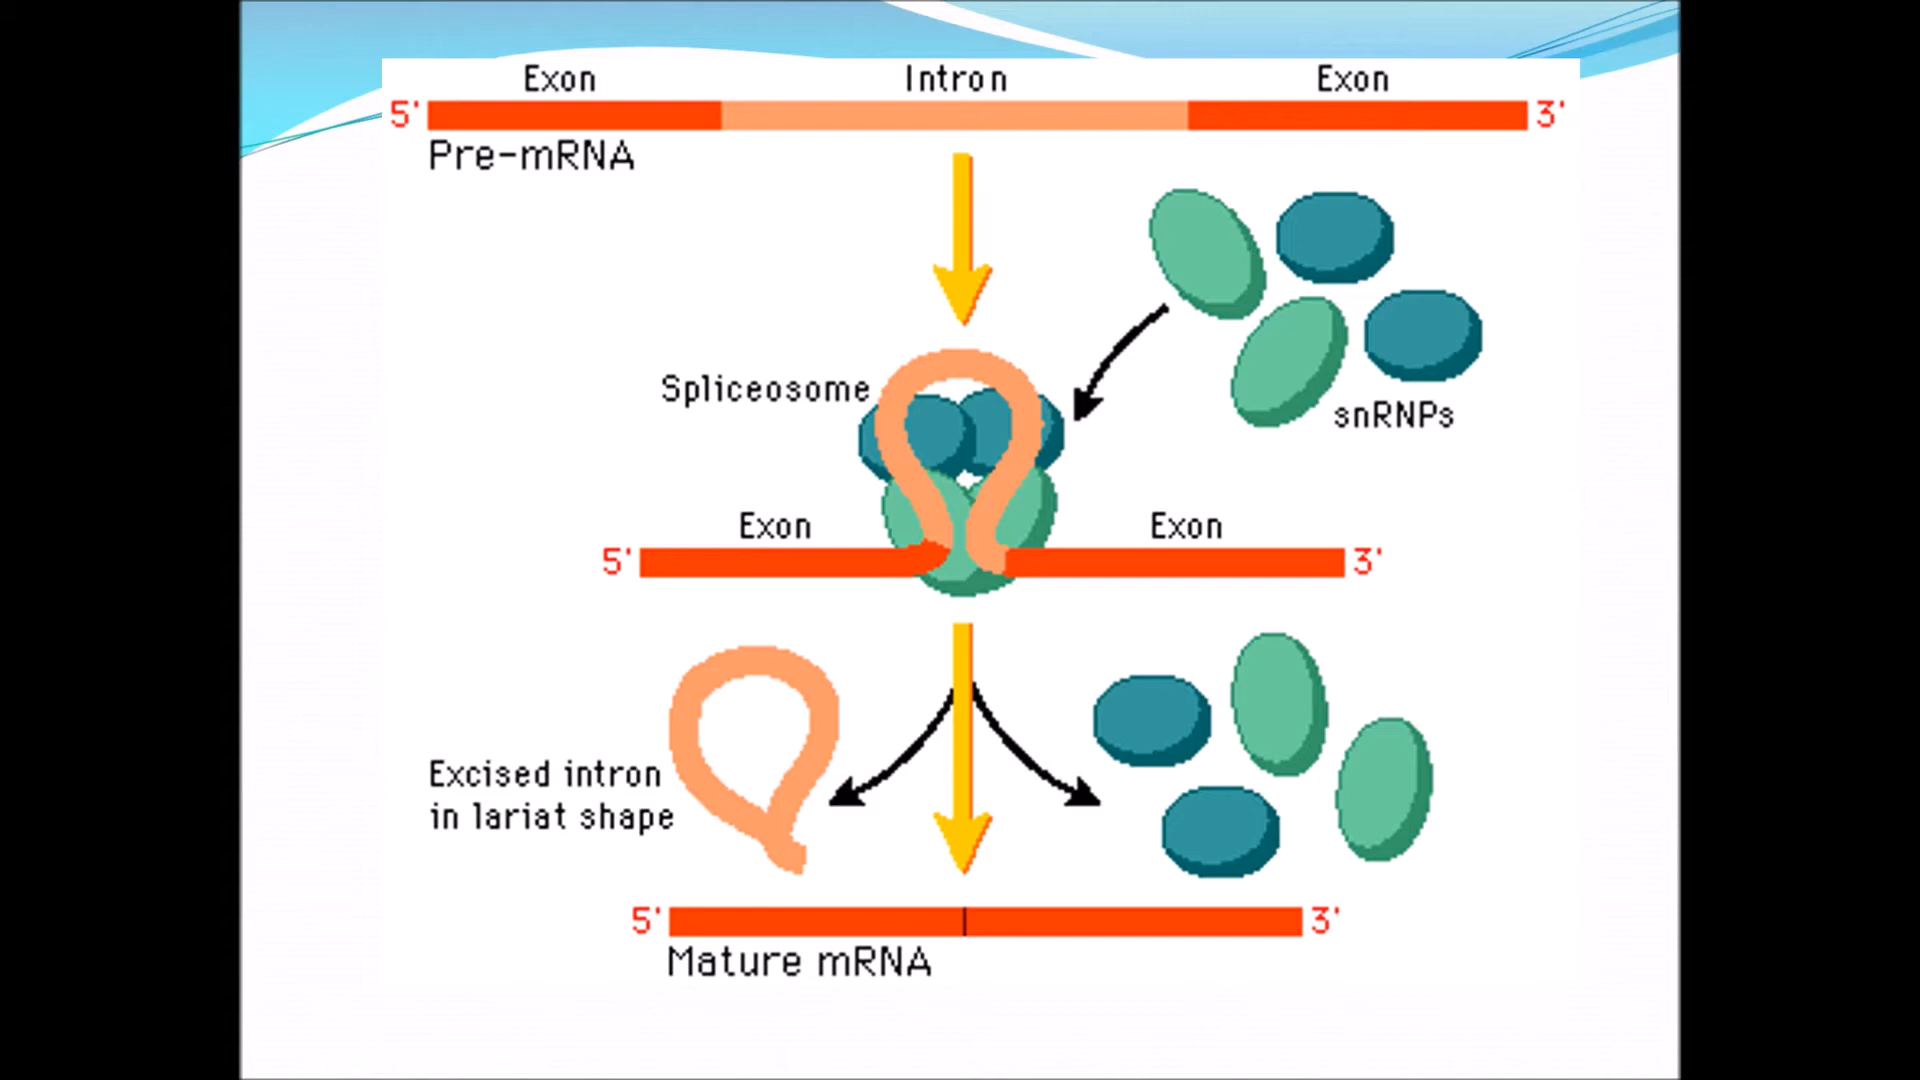 Exon Intron Exon
5' 3'
Pre-mRNA
Spliceosome
snRNPs
Exon Exon
5' 3'
Excised intron
in lariat shape
5' 3'
Mature mRNA